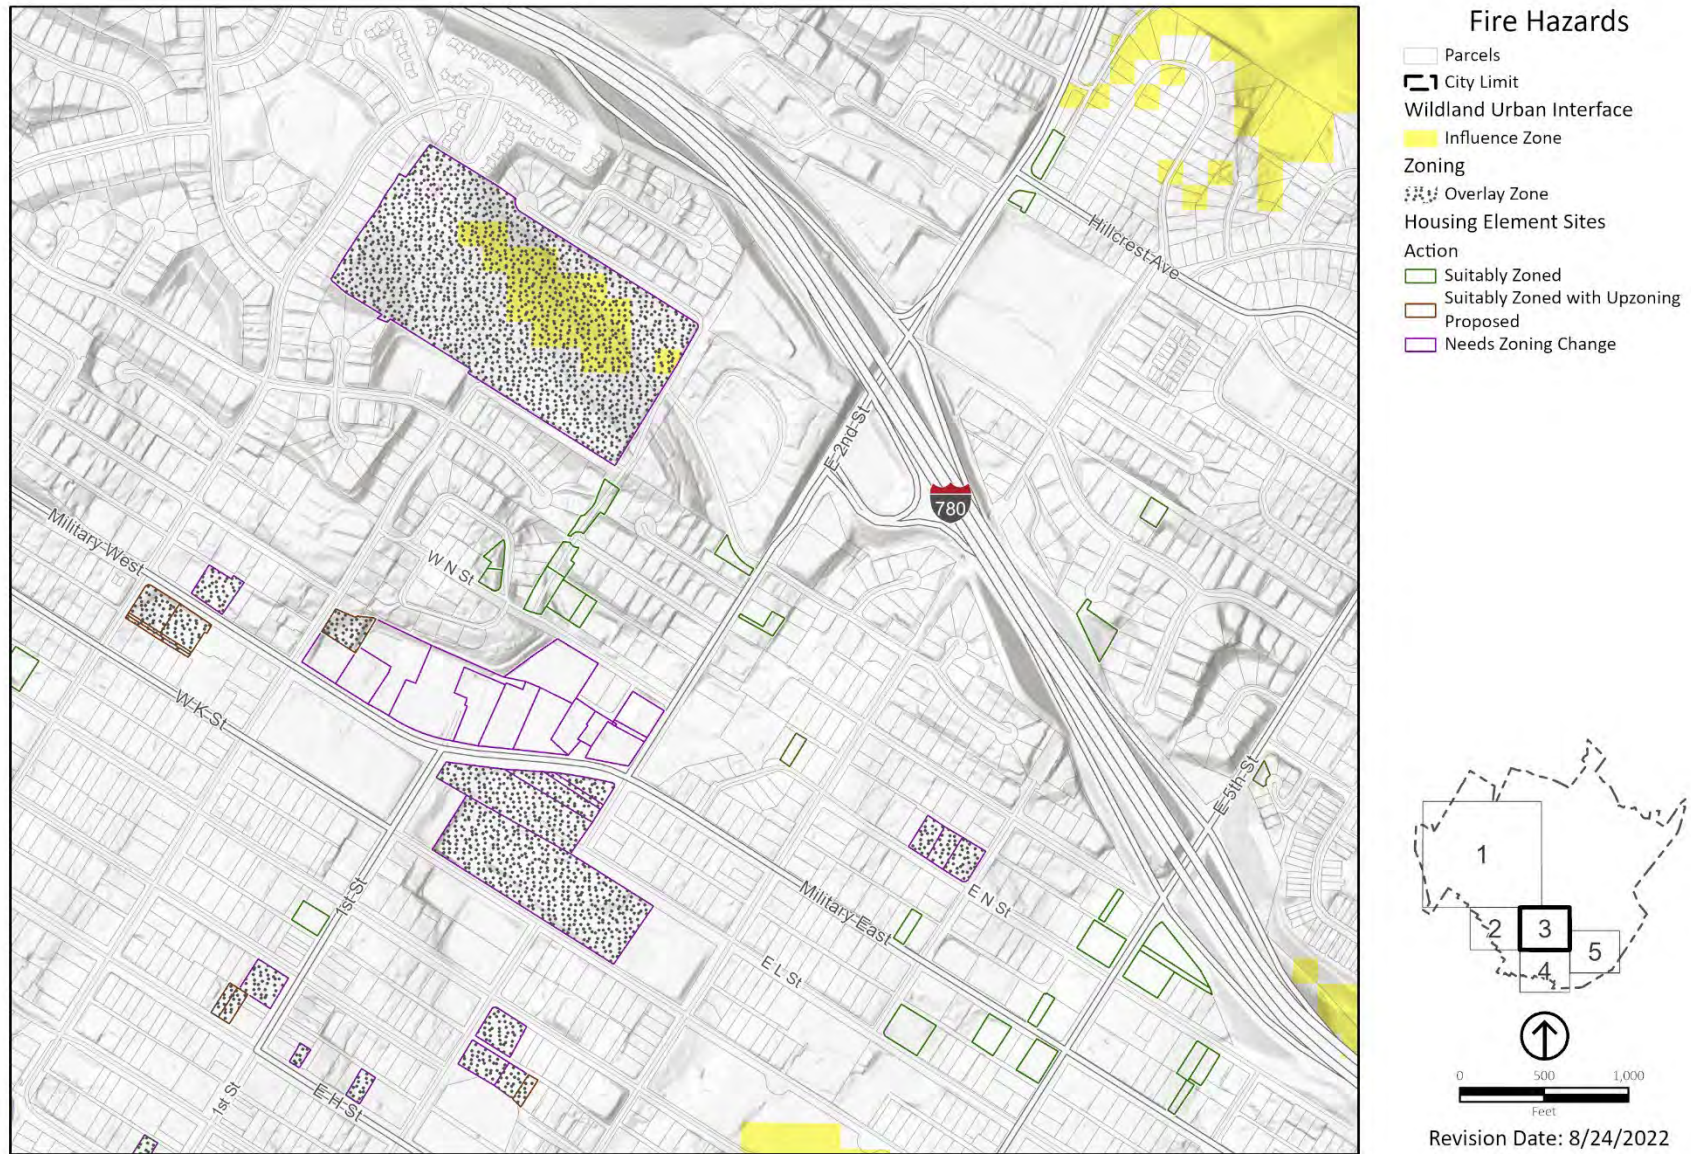 Fire Hazards
Parcels
City Limit
Wildland Urban Interface
Influence Zone
Zoning
Overlay Zone
Housing Element Sites
Action
Suitably Zoned
Suitably Zoned with Upzoning
Proposed
Needs Zoning Change
Hillcrest Ave
E 2nd St
780
Military West
W N St
W K St
E 5th St
1st St
Military East
E N St
E L St
E H St
1st St
1
2
3
4
5
0 500 1,000
Feet
Revision Date: 8/24/2022